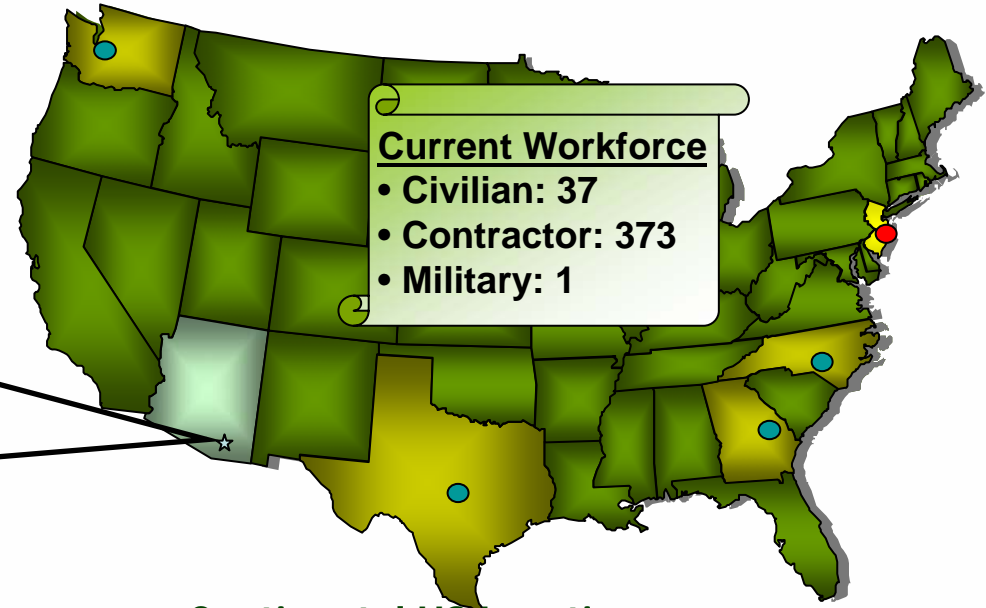 Current Workforce
• Civilian: 37
• Contractor: 373
• Military: 1